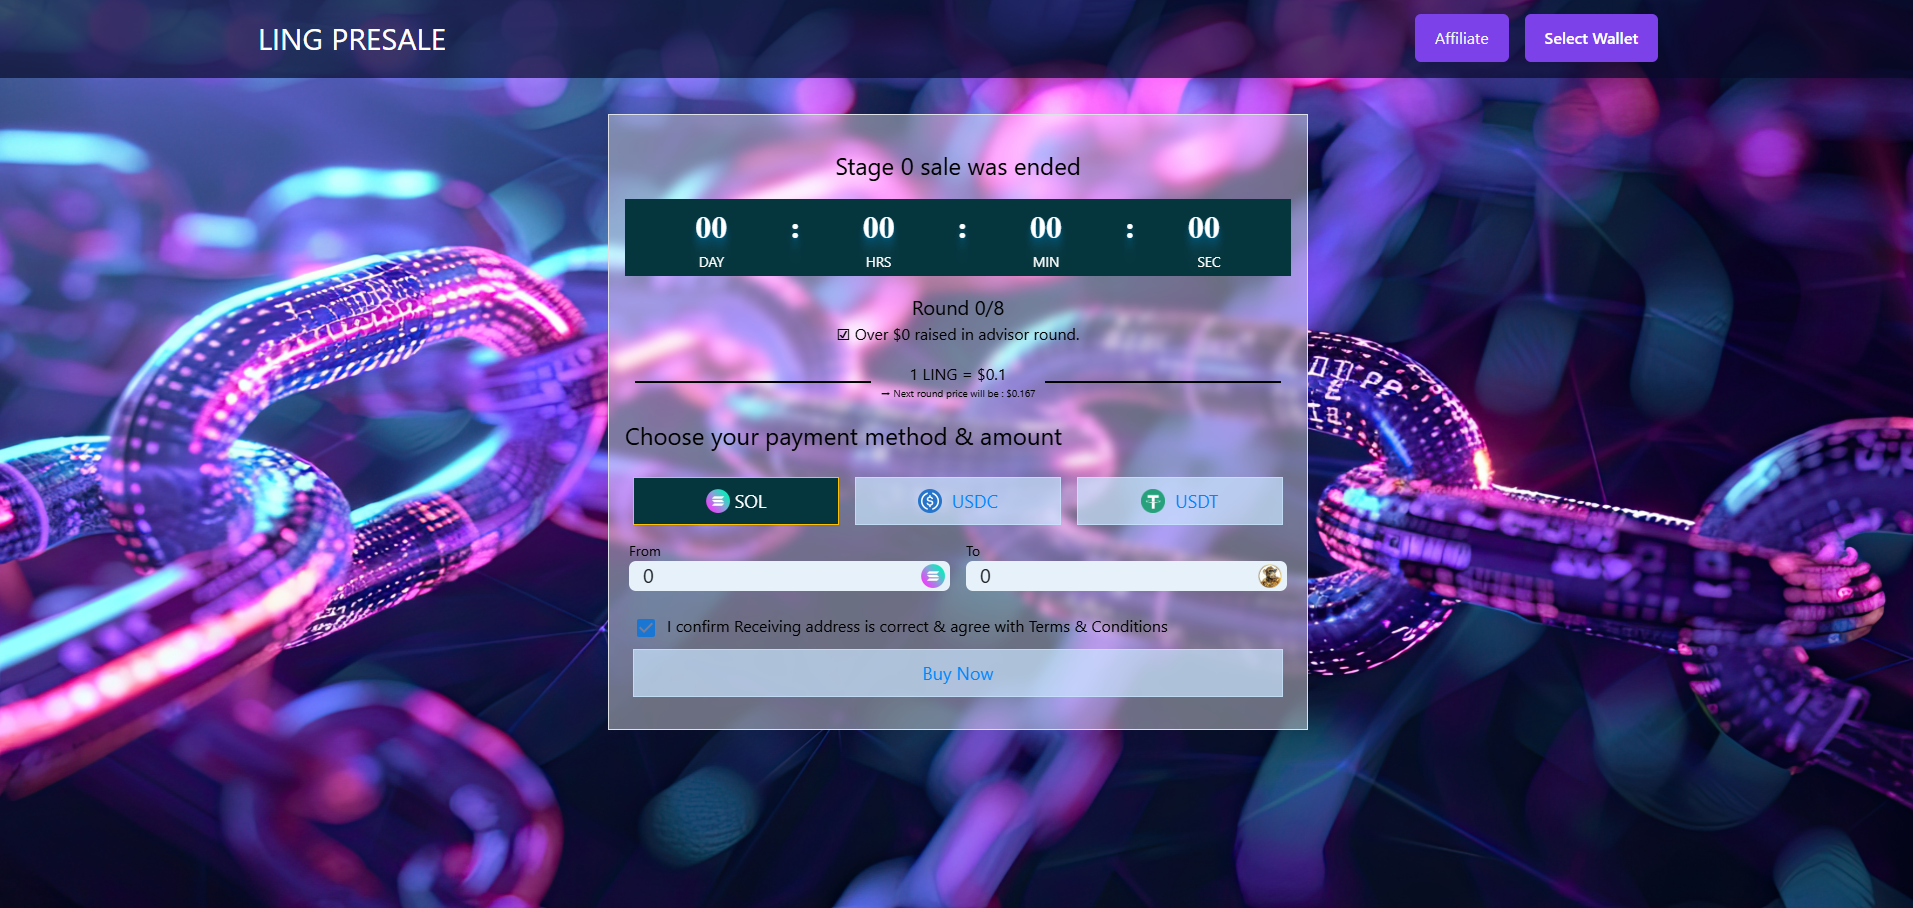 LING PRESALE
Affiliate
Select Wallet
Stage 0 sale was ended
00 : 00 : 00 : 00
DAY HRS MIN SEC
Round 0/8
☑ Over $0 raised in advisor round.
1 LING = $0.1
➞ Next round price will be : $0.167
Choose your payment method & amount
SOL
USDC
USDT
From
To
0
0
I confirm Receiving address is correct & agree with Terms & Conditions
Buy Now